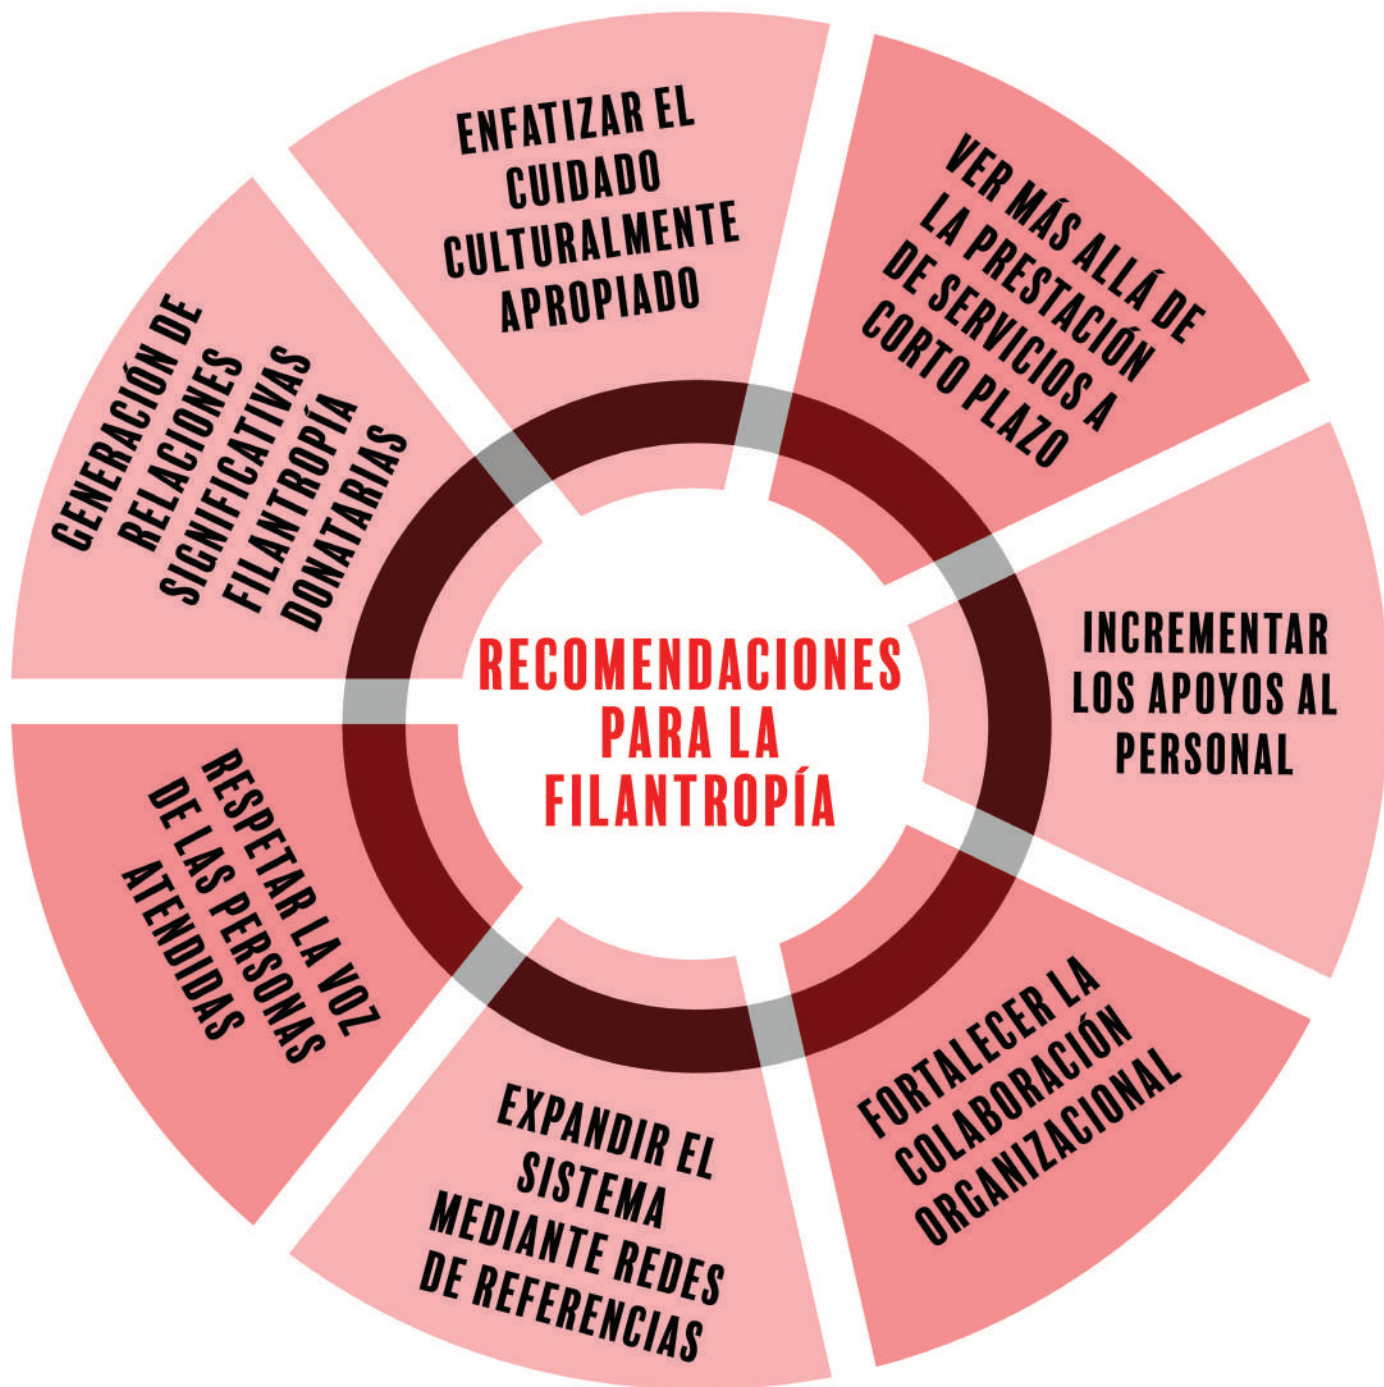 ENFATIZAR EL
CUIDADO
CULTURALMENTE
APROPIADO
VER MÁS ALLÁ DE
LA PRESTACIÓN
DE SERVICIOS A
CORTO PLAZO
INCREMENTAR
LOS APOYOS AL
PERSONAL
FORTALECER LA
COLABORACIÓN
ORGANIZACIONAL
EXPANDIR EL
SISTEMA
MEDIANTE REDES
DE REFERENCIAS
RESPETAR LA VOZ
DE LAS PERSONAS
ATENDIDAS
GENERACIÓN DE
RELACIONES
SIGNIFICATIVAS
FILANTROPÍA
DONATARIAS
RECOMENDACIONES
PARA LA
FILANTROPÍA